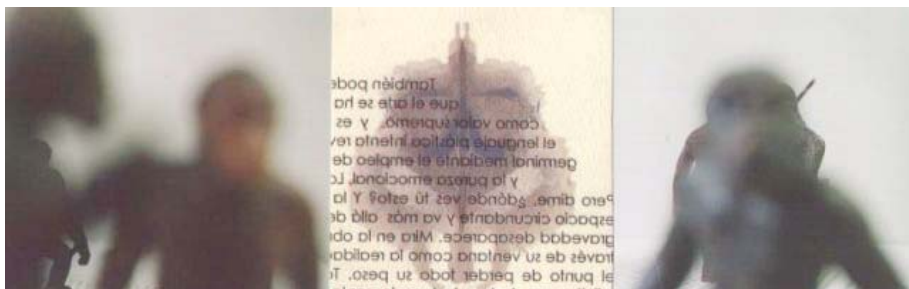 También pode
que el arte se ha
como valor supremo, y es
el lenguaje plástico intenta rev
germinal mediante el empleo de
y la pureza emocional. Lo
Pero dime, ¿dónde ves tú esto? Y la
espacio circundante y va más allá de
gravedad desaparece. Mira en la ob
través de su ventana como la realidad
el punto de perder todo su peso. T